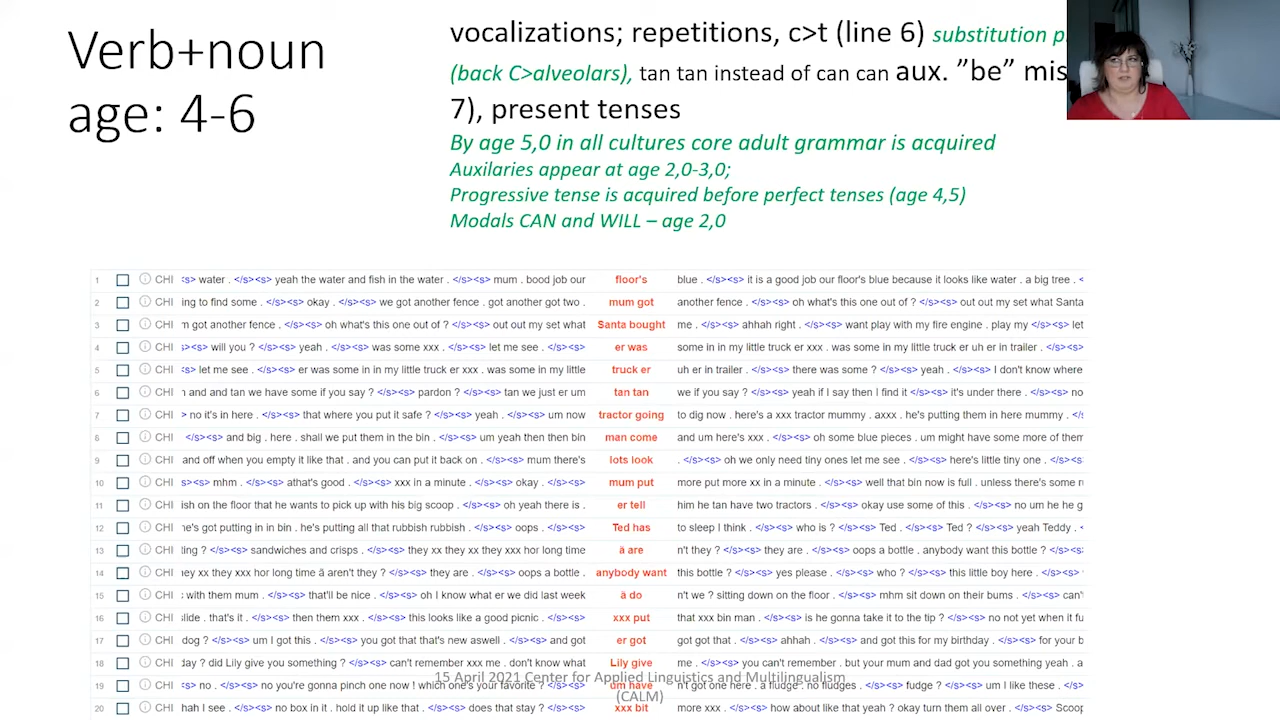 Verb+noun
age: 4-6
vocalizations; repetitions, c>t (line 6) substitution
(back C>alveolars), tan tan instead of can can aux. ”be”
7), present tenses
By age 5,0 in all cultures core adult grammar is acquired
Auxilaries appear at age 2,0-3,0;
Progressive tense is acquired before perfect tenses (age 4,5)
Modals CAN and WILL – age 2,0
1 CHI <s> water . </s><s> yeah the water and fish in the water . </s><s> mum . bood job our floor's blue . </s><s> it is a good job our floor's blue because it looks like water . a big tree . <
2 CHI ing to find some . </s><s> okay . </s><s> we got another fence . got another got two . mum got another fence . </s><s> oh what's this one out of ? </s><s> out out my set what Santa
3 CHI m got another fence . </s><s> oh what's this one out of ? </s><s> out out my set what Santa bought me . </s><s> ahhah right . </s><s> want play with my fire engine . play my </s><s> let
4 CHI s><s> will you ? </s><s> yeah . </s><s> was some xxx . </s><s> let me see . </s><s> er was some in in my little truck er xxx . was some in my little truck er uh er in trailer . </s><s>
5 CHI </s><s> let me see . </s><s> er was some in in my little truck er xxx . was some in my little truck er uh er in trailer . </s><s> there was some ? </s><s> yeah . </s><s> I don't know where
6 CHI and and tan we have some if you say ? </s><s> pardon ? </s><s> tan we just er um tan tan we if you say ? </s><s> yeah if I say then I find it </s><s> it's under there . </s><s> no
7 CHI > no it's in here . </s><s> that where you put it safe ? </s><s> yeah . </s><s> um now tractor going to dig now . here's a xxx tractor mummy . axxx . he's putting them in here mummy . </s
8 CHI </s><s> and big . here . shall we put them in the bin . </s><s> um yeah then then bin man come and um here's xxx . </s><s> oh some blue pieces . um might have some more of them
9 CHI and off when you empty it like that . and you can put it back on . </s><s> mum there's lots look . </s><s> oh we only need tiny ones let me see . </s><s> here's little tiny one . </s><s>
10 CHI s><s> mhm . </s><s> athat's good . </s><s> xxx in a minute . </s><s> okay . </s><s> mum put more put more xx in a minute . </s><s> well that bin now is full . unless there's some
11 CHI ish on the floor that he wants to pick up with his big scoop . </s><s> oh yeah there is . er tell him he tan have two tractors . </s><s> okay use some of this . </s><s> no um he he g
12 CHI he's got putting in in bin . he's putting all that rubbish rubbish . </s><s> oops . </s><s> Ted has to sleep I think . </s><s> who is ? </s><s> Ted . </s><s> Ted ? </s><s> yeah Teddy . <
13 CHI ling ? </s><s> sandwiches and crisps . </s><s> they xx they xx they xxx hor long time ä are n't they ? </s><s> they are . </s><s> oops a bottle . anybody want this bottle ? </s><s>
14 CHI ey xx they xxx hor long time ä aren't they ? </s><s> they are . </s><s> oops a bottle . anybody want this bottle ? </s><s> yes please . </s><s> who ? </s><s> this little boy here . </s><s>
15 CHI with them mum . </s><s> that'll be nice . </s><s> oh I know what er we did last week ä do n't we ? sitting down on the floor . </s><s> mhm sit down on their bums . </s><s> can'
16 CHI lide . that's it . </s><s> then thern xxx . </s><s> this looks like a good picnic . </s><s> xxx put that xxx bin man . </s><s> is he gonna take it to the tip ? </s><s> no not yet when it fu
17 CHI dog ? </s><s> um I got this . </s><s> you got that that's new aswell . </s><s> and got er got got that . </s><s> ahhah . </s><s> and got this for my birthday . </s><s> for your b
18 CHI ay ? did Lily give you something ? </s><s> can't remember xxx me . don't know what Lily give me . </s><s> you can't remember . but your mum and dad got you something yeah . a
19 CHI <s> no . </s><s> no you're gonna pinch one now ! which one's your favorite ? </s><s> um have n't got one here . a fludge . no fludges . </s><s> fudge ? </s><s> um I like these . </s><s>
20 CHI hah I see . </s><s> no box in it . hold it up like that . </s><s> does that stay ? </s><s> xxx bit more xxx . </s><s> how about like that yeah ? okay turn them all over . </s><s> Scoop
15 April 2021 Center for Applied Linguistics and Multilingualism
(CALM)